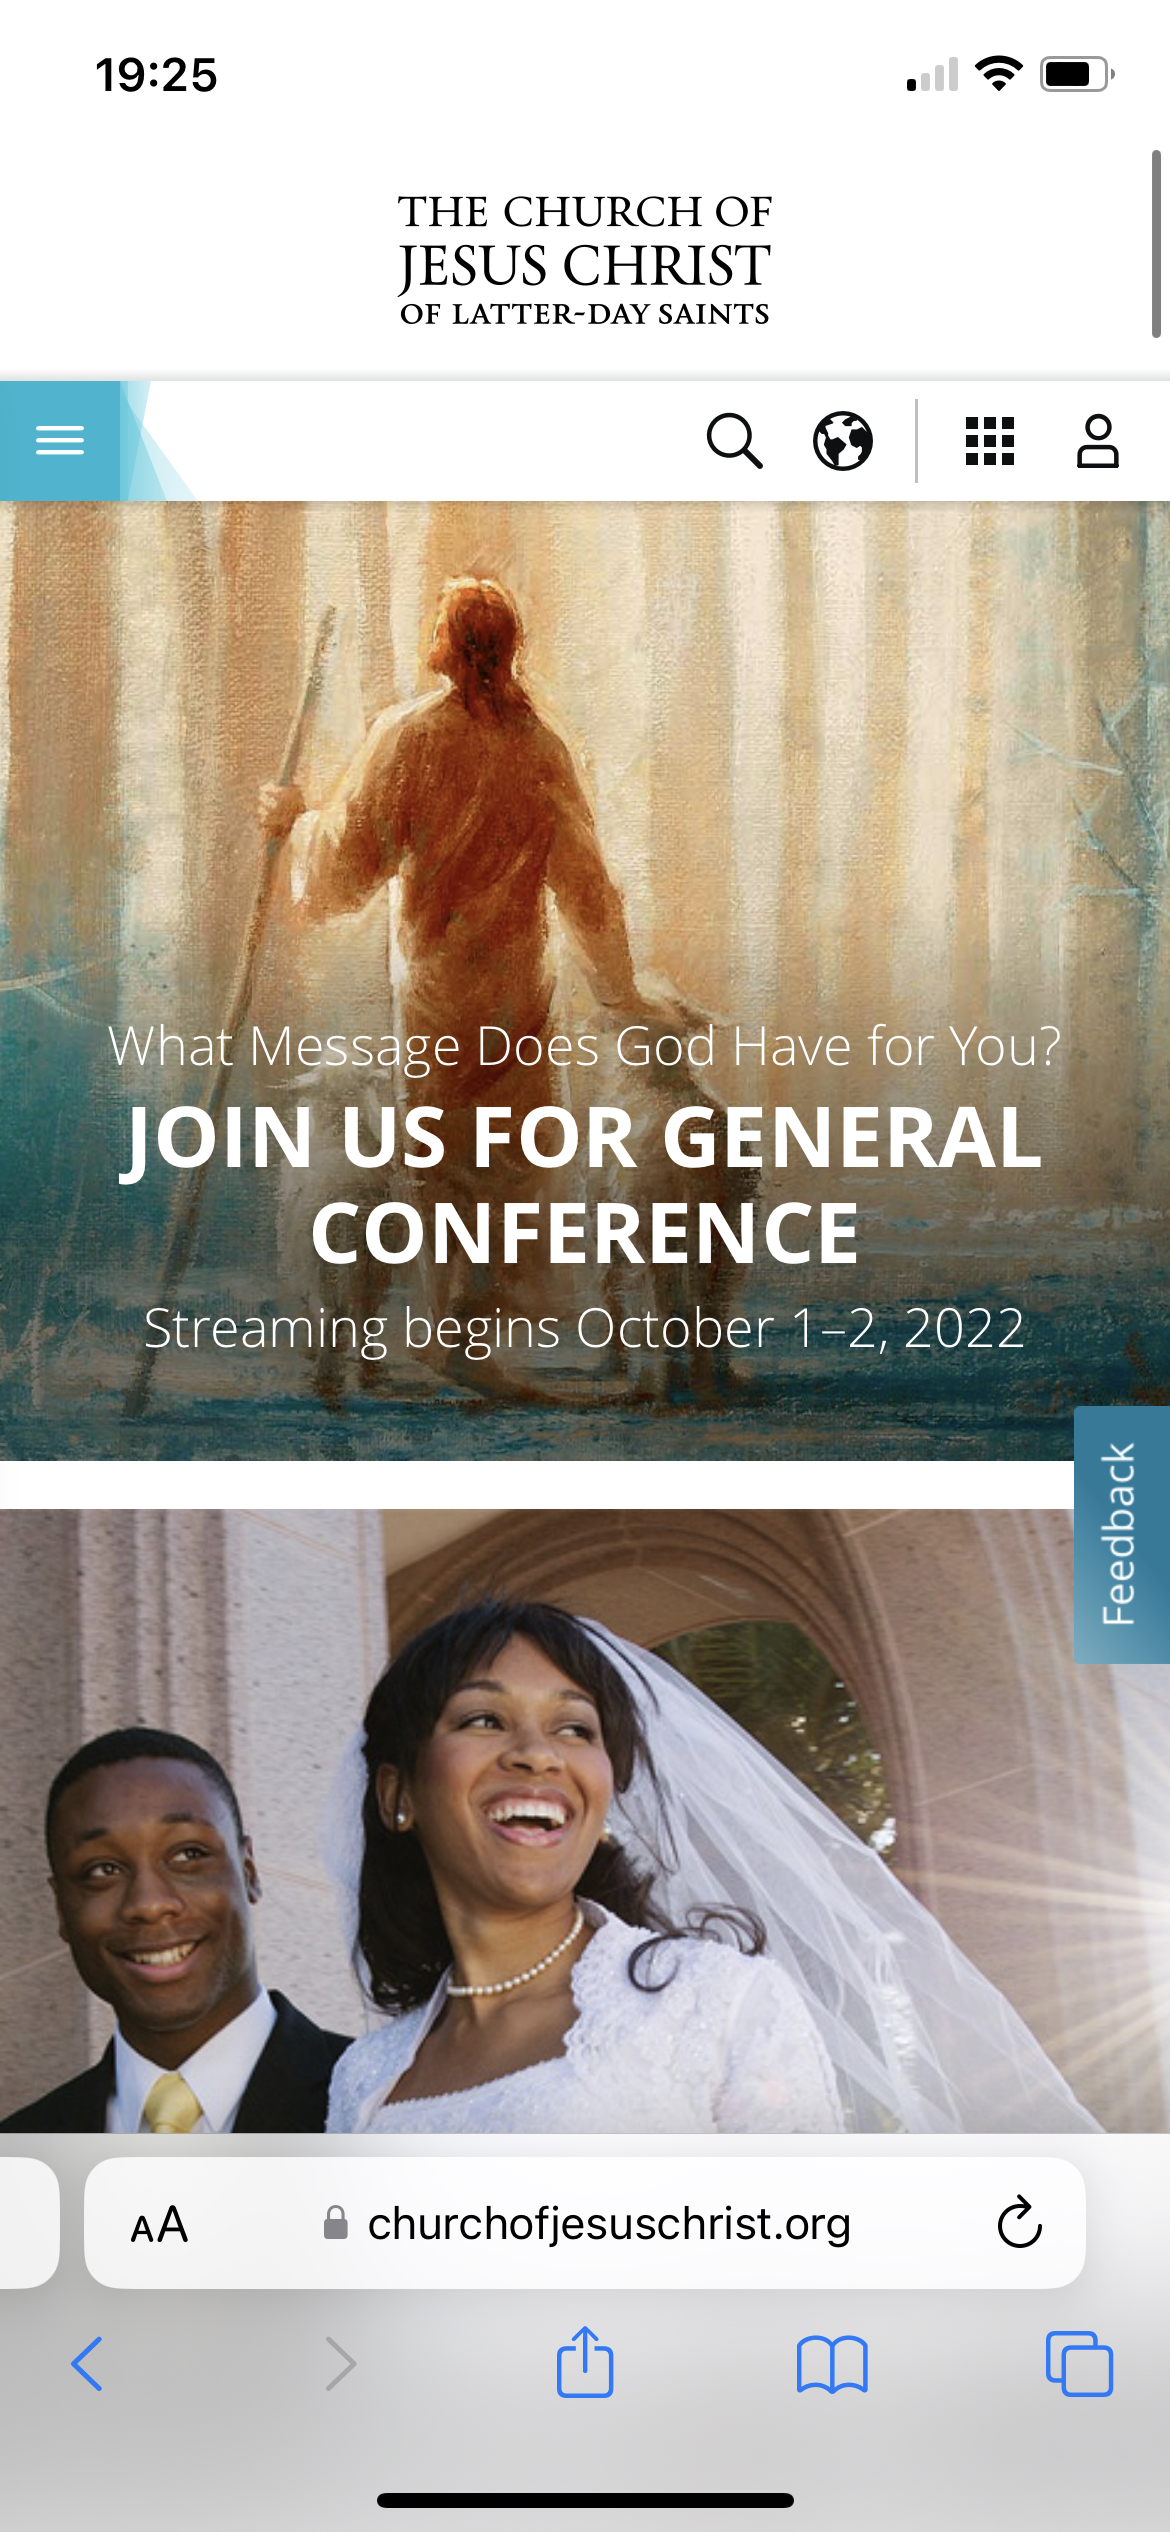 19:25
THE CHURCH OF
JESUS CHRIST
OF LATTER-DAY SAINTS
What Message Does God Have for You?
JOIN US FOR GENERAL
CONFERENCE
Streaming begins October 1–2, 2022
Feedback
AA churchofjesuschrist.org